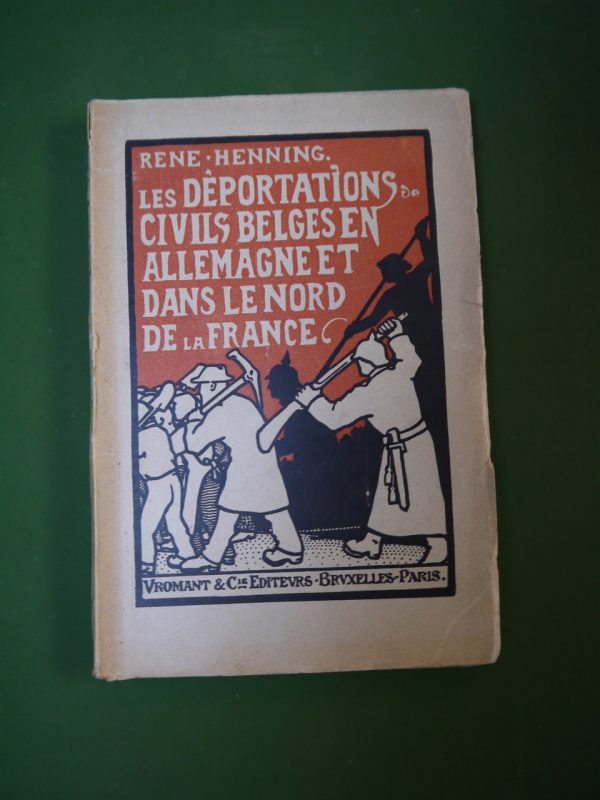 RENE · HENNING.
LES DÈPORTATIONS de
CIVILS BELGES EN
ALLEMAGNE ET
DANS LE NORD
DE LA FRANCE
VROMANT & CIE EDITEVRS · BRVXELLES-PARIS.